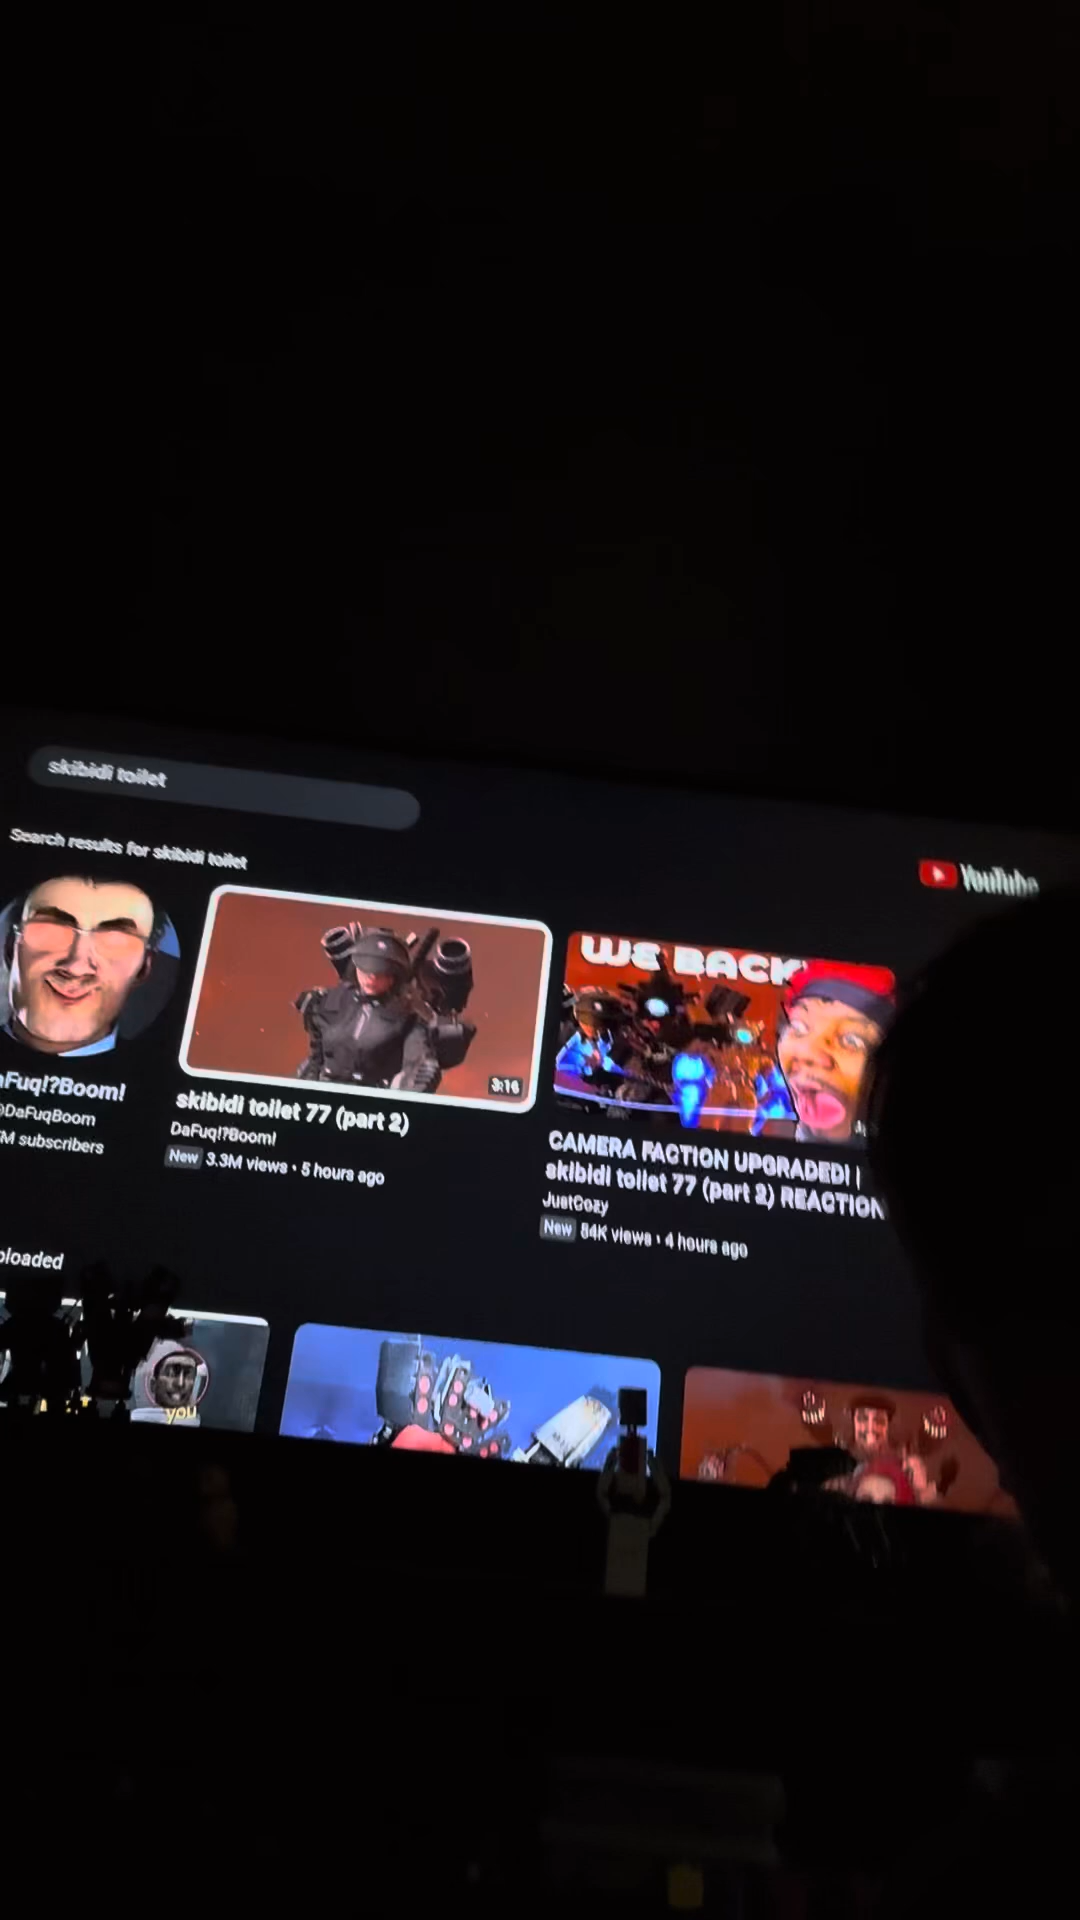 skibidi toilet
Search results for skibidi toilet
YouTube
WE BACK
3:16
aFuq!?Boom!
@DaFuqBoom
M subscribers
skibidi toilet 77 (part 2)
DaFuq!?Boom!
New 3.3M views • 5 hours ago
CAMERA FACTION UPGRADED! |
skibidi toilet 77 (part 2) REACTION
JustCozy
New 54K views • 4 hours ago
ploaded
you